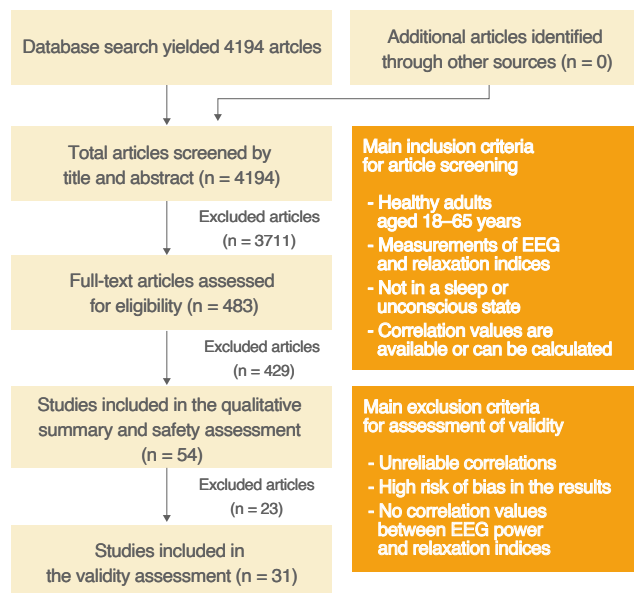 Database search yielded 4194 artcles
Additional articles identified
through other sources (n = 0)
Total articles screened by
title and abstract (n = 4194)
Excluded articles
(n = 3711)
Full-text articles assessed
for eligibility (n = 483)
Excluded articles
(n = 429)
Studies included in the qualitative
summary and safety assessment
(n = 54)
Excluded articles
(n = 23)
Studies included in
the validity assessment (n = 31)
Main inclusion criteria
for article screening
- Healthy adults
aged 18–65 years
- Measurements of EEG
and relaxation indices
- Not in a sleep or
unconscious state
- Correlation values are
available or can be calculated
Main exclusion criteria
for assessment of validity
- Unreliable correlations
- High risk of bias in the results
- No correlation values
between EEG power
and relaxation indices